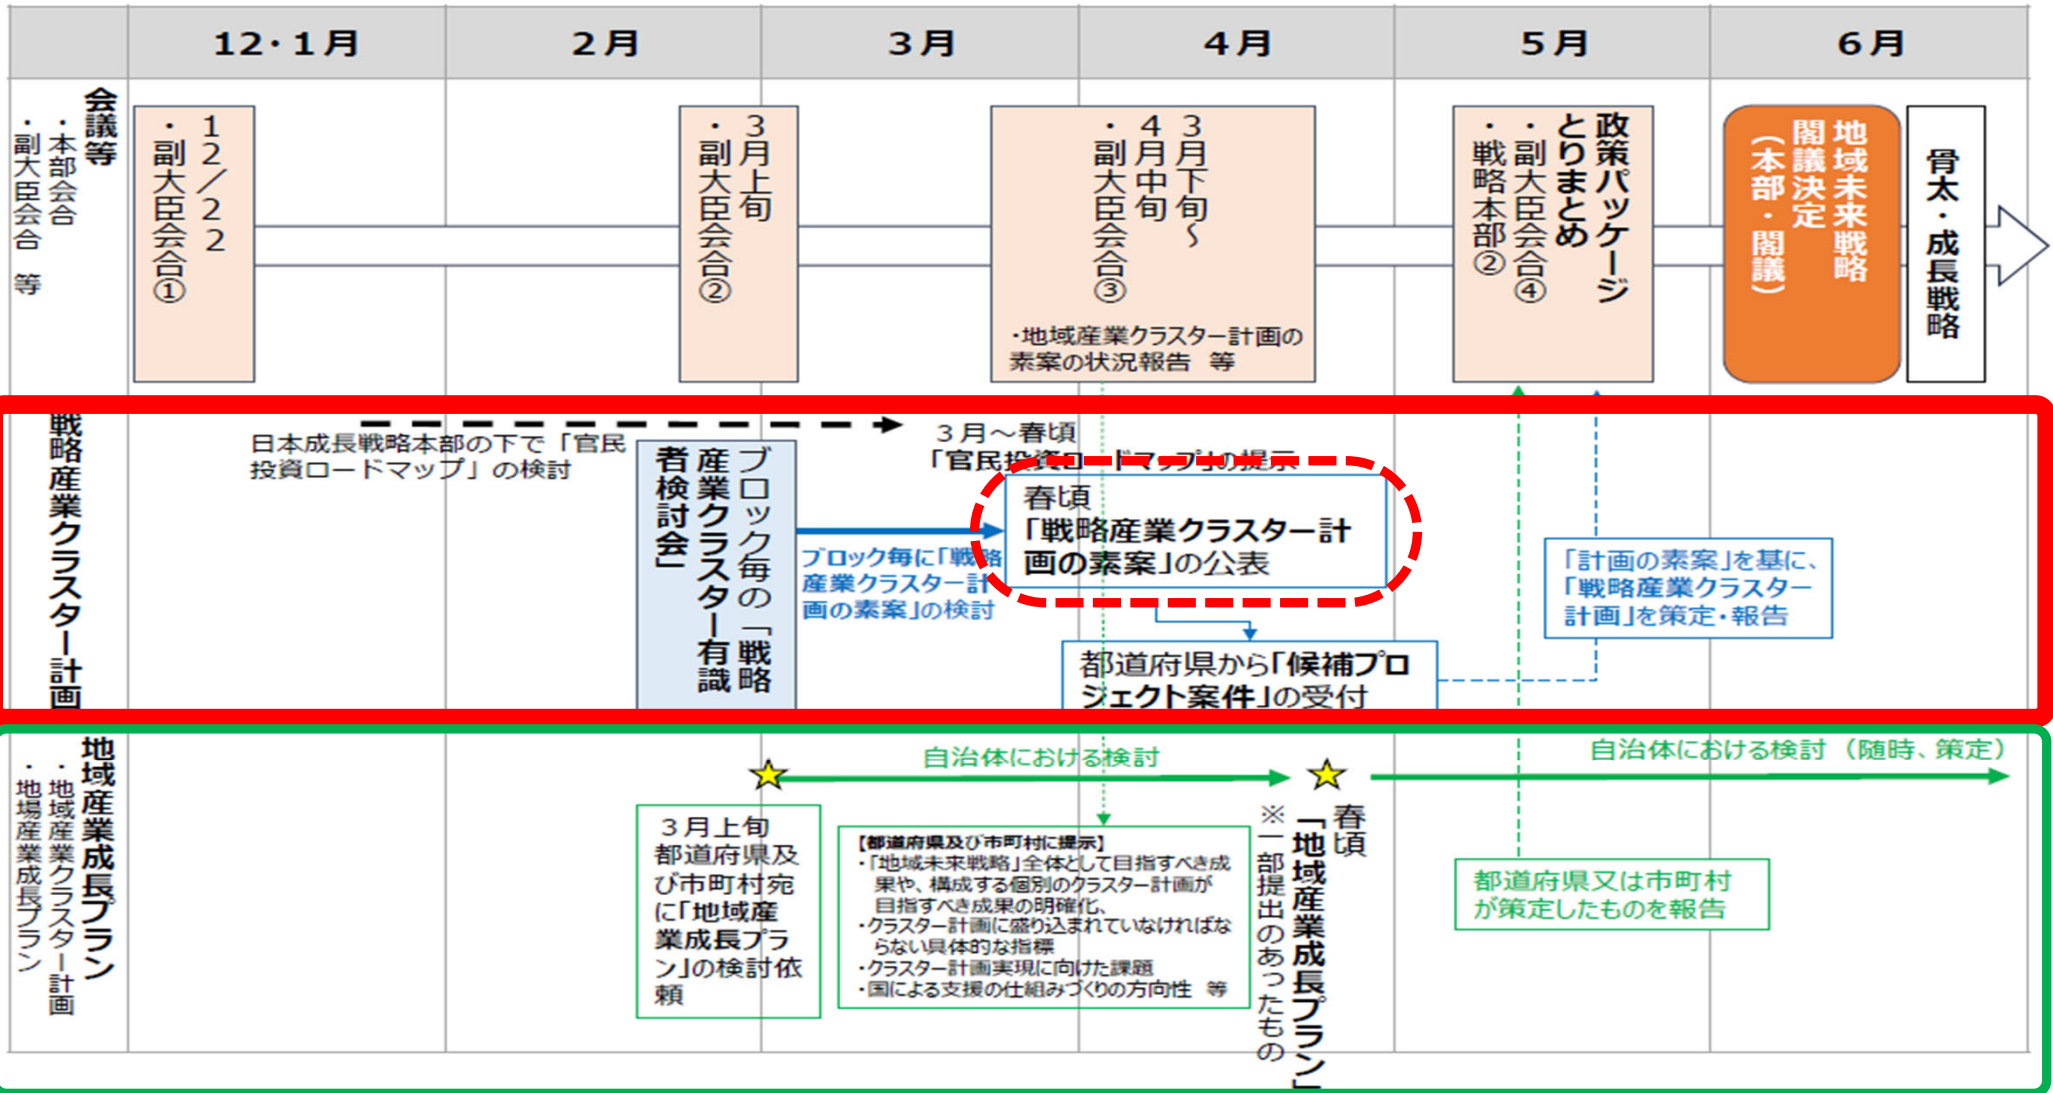 12・1月
2月
3月
4月
5月
6月
会議等
・本部会合
・副大臣会合 等
12/22
・副大臣会合①
3月上旬
・副大臣会合②
3月下旬~
4月中旬
・副大臣会合③
・地域産業クラスター計画の
素案の状況報告 等
政策パッケージ
とりまとめ
・副大臣会合④
・戦略本部②
地域未来戦略
閣議決定
(本部・閣議)
骨太・成長戦略
戦略産業クラスター計画
日本成長戦略本部の下で「官民
投資ロードマップ」の検討
ブロック毎の「戦略
産業クラスター有識
者検討会」
3月~春頃
「官民投資ロードマップ」の提示
ブロック毎に「戦略
産業クラスター計
画の素案」の検討
春頃
「戦略産業クラスター計
画の素案」の公表
都道府県から「候補プロ
ジェクト案件」の受付
「計画の素案」を基に、
「戦略産業クラスター
計画」を策定・報告
地域産業成長プラン
・地域産業クラスター計画
・地場産業成長プラン
自治体における検討
自治体における検討(随時、策定)
3月上旬
都道府県及
び市町村宛
に「地域産
業成長プラ
ン」の検討依
頼
【都道府県及び市町村に提示】
・「地域未来戦略」全体として目指すべき成
果や、構成する個別のクラスター計画が
目指すべき成果の明確化、
・クラスター計画に盛り込まれていなければな
らない具体的な指標
・クラスター計画実現に向けた課題
・国による支援の仕組みづくりの方向性 等
春頃
「地域産業成長プラン」
※一部提出のあったもの
都道府県又は市町村
が策定したものを報告